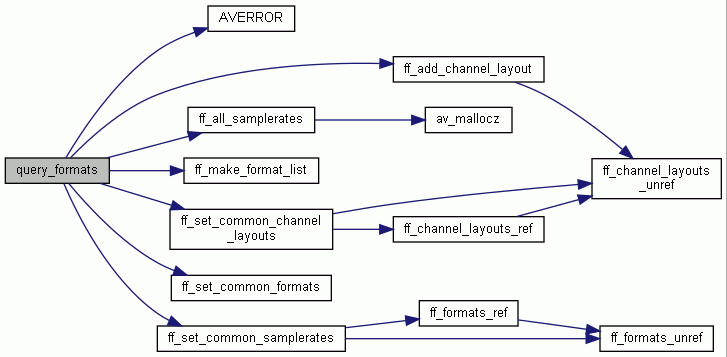 AVERROR
ff_add_channel_layout
ff_all_samplerates
av_mallocz
query_formats
ff_make_format_list
ff_channel_layouts
_unref
ff_set_common_channel
_layouts
ff_channel_layouts_ref
ff_set_common_formats
ff_formats_ref
ff_set_common_samplerates
ff_formats_unref